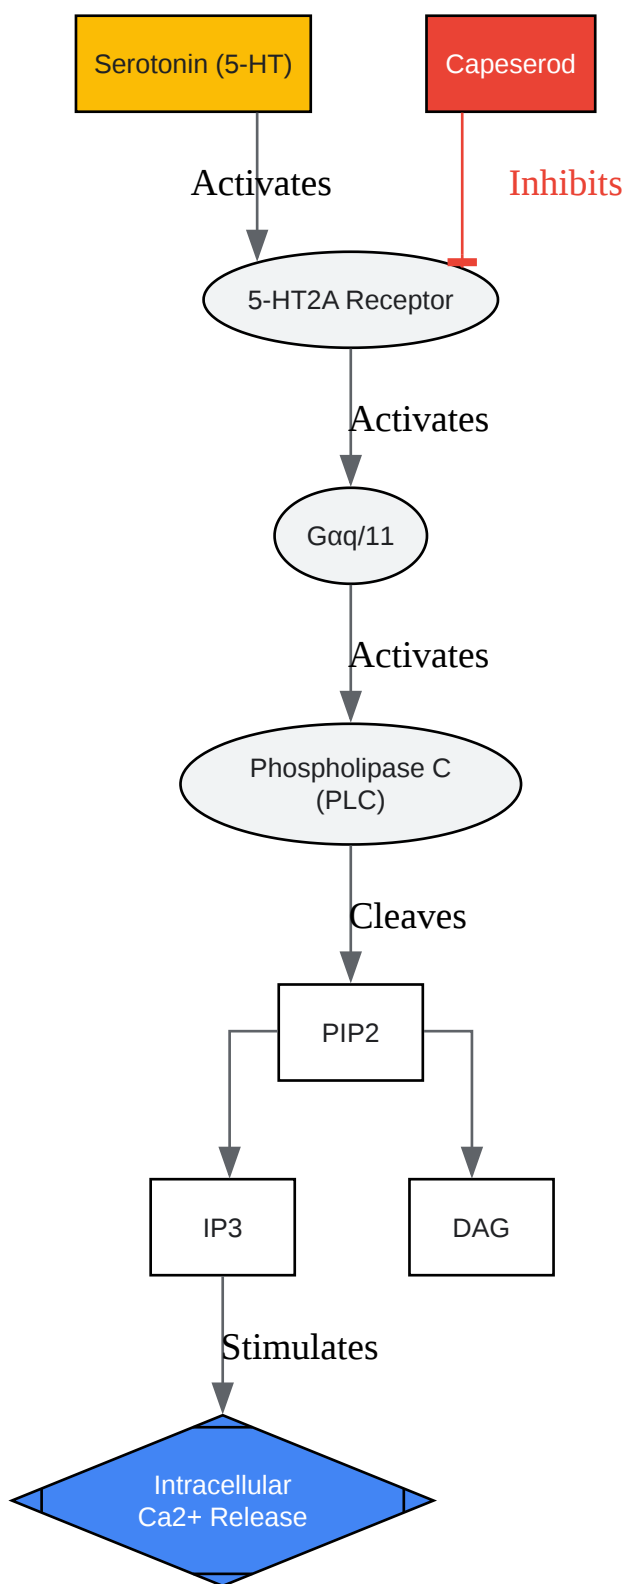 Serotonin (5-HT)
Capeserod
Activates
Inhibits
5-HT2A Receptor
Activates
Gαq/11
Activates
Phospholipase C
(PLC)
Cleaves
PIP2
IP3
DAG
Stimulates
Intracellular
Ca2+ Release